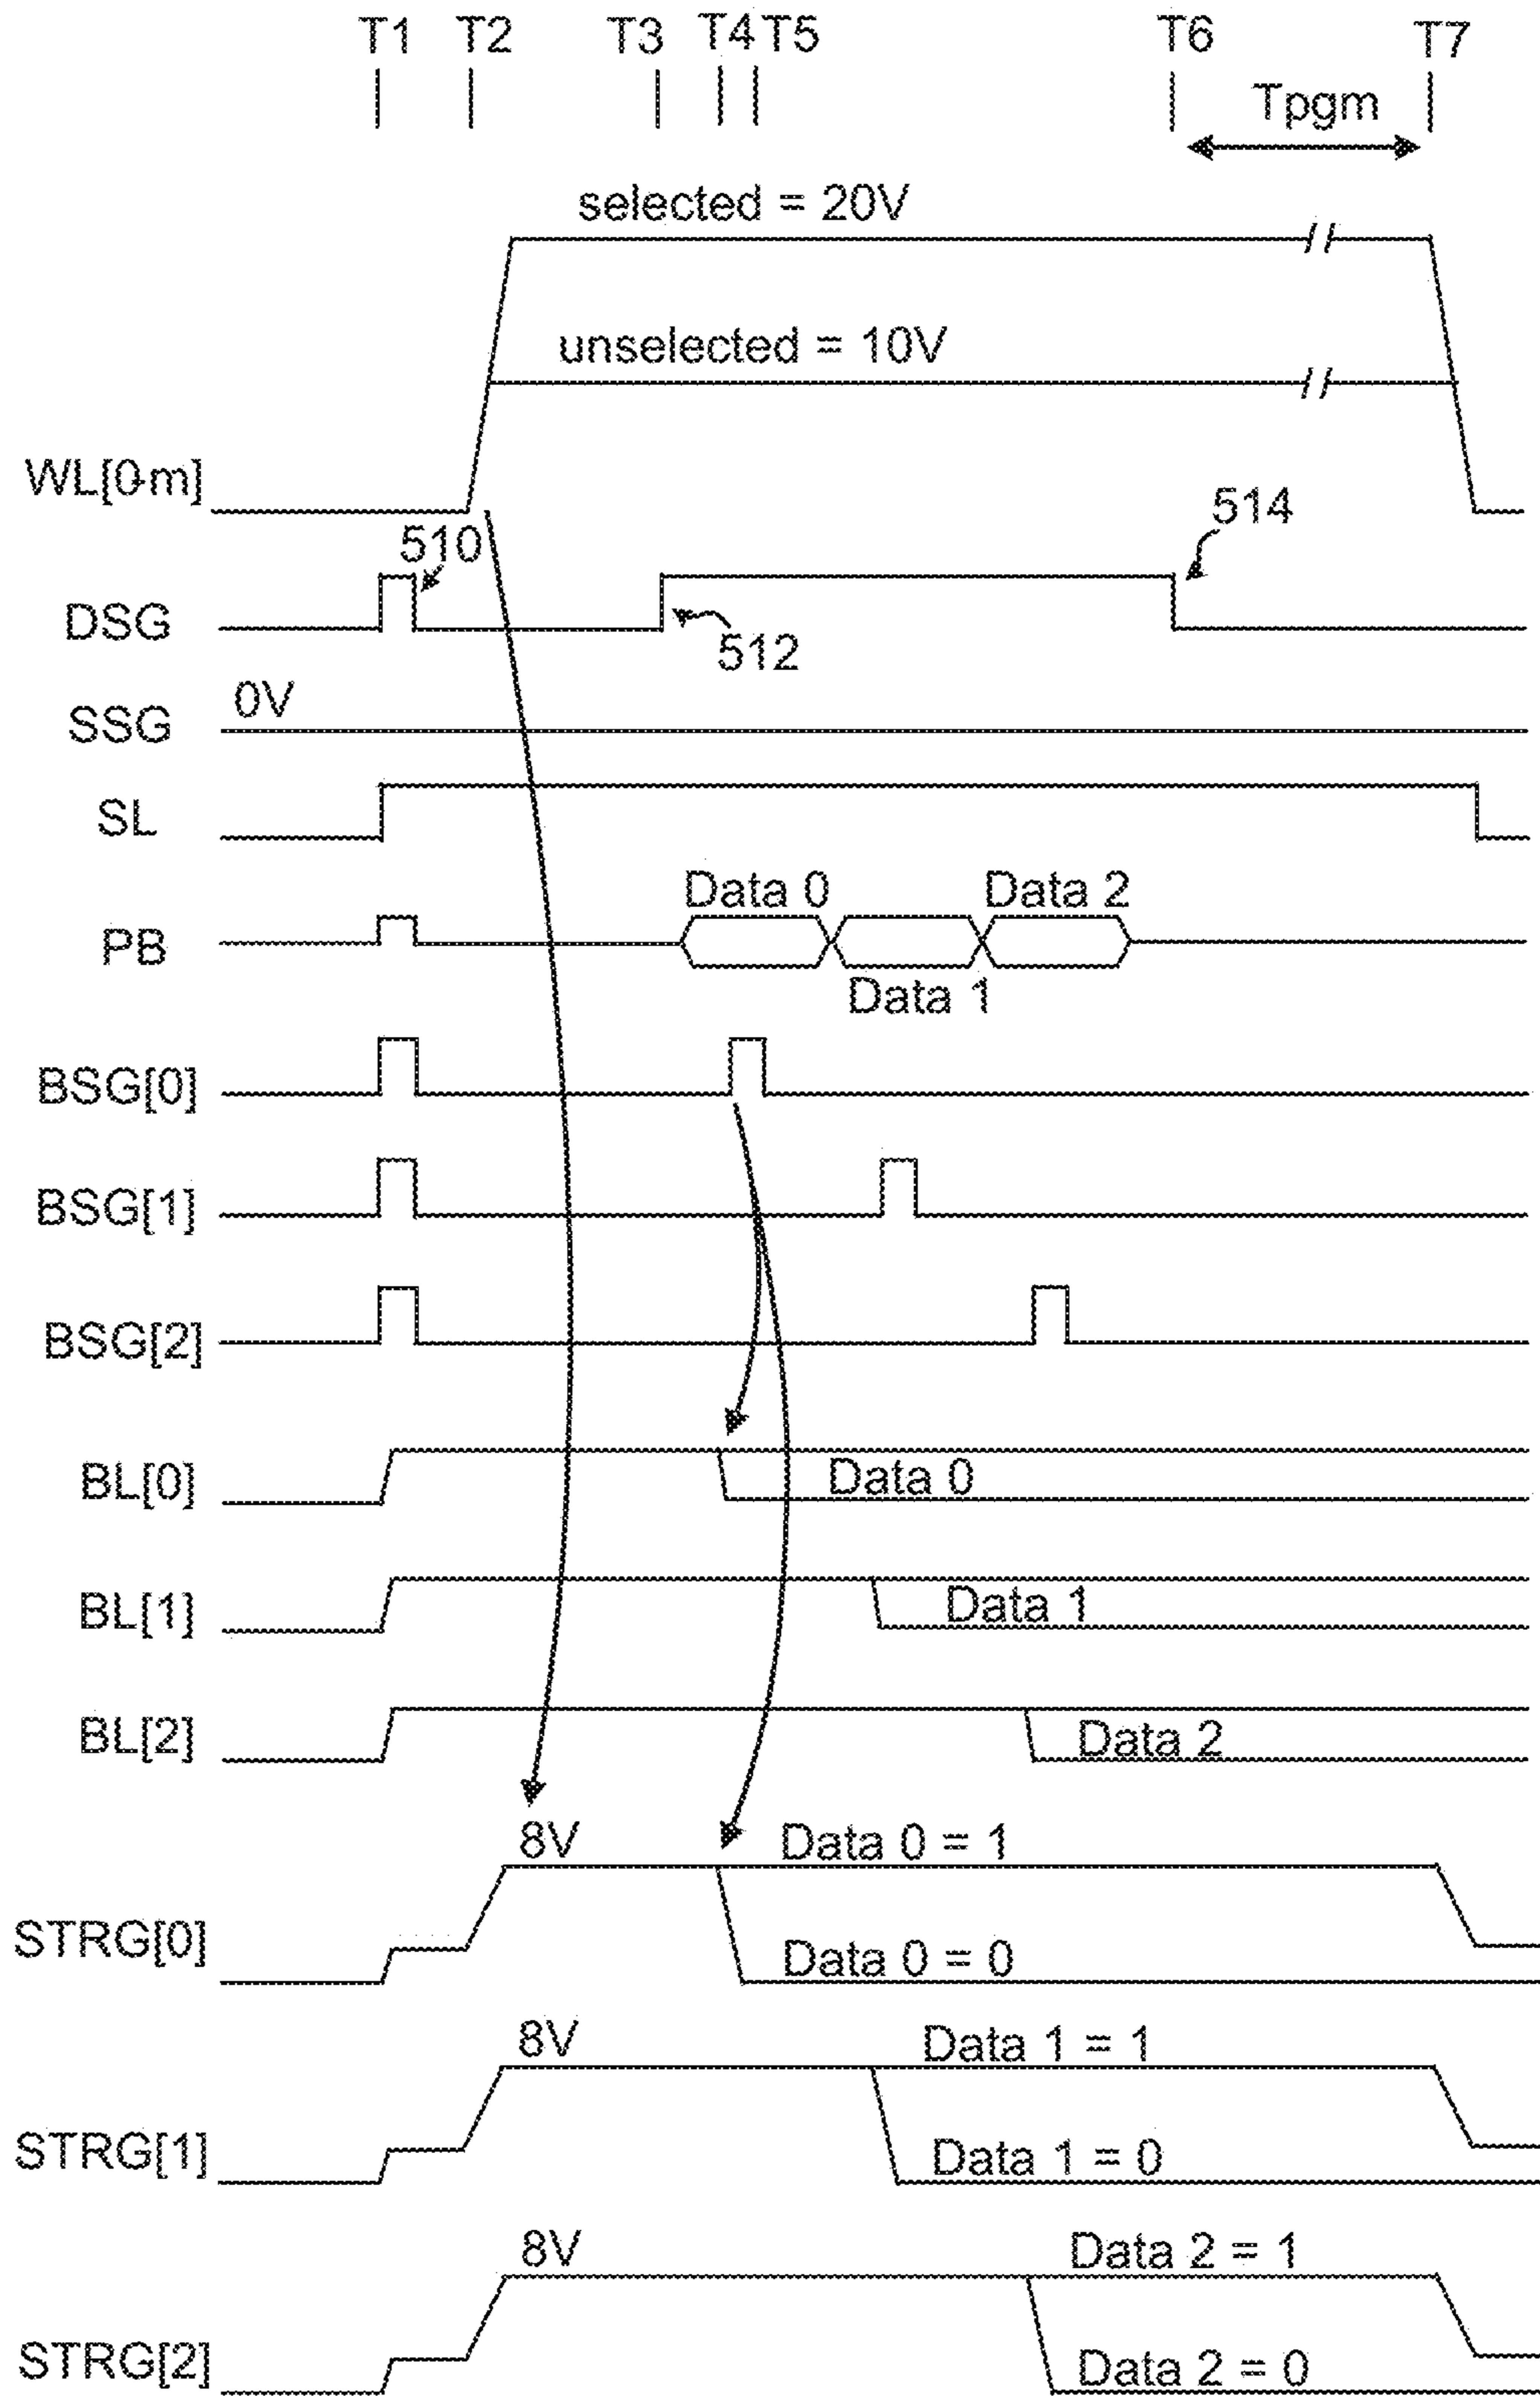 T1 T2 T3 T4 T5 T6 T7
Tpgm
selected = 20V
unselected = 10V
WL[0-m]
514
510
DSG
512
0V
SSG
SL
Data 0 Data 2
PB
Data 1
BSG[0]
BSG[1]
BSG[2]
BL[0] Data 0
BL[1] Data 1
BL[2] Data 2
8V Data 0 = 1
STRG[0] Data 0 = 0
8V Data 1 = 1
STRG[1] Data 1 = 0
8V Data 2 = 1
STRG[2] Data 2 = 0